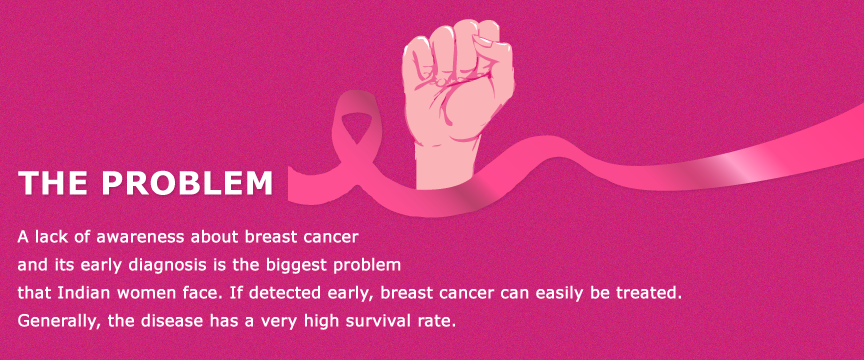 THE PROBLEM
A lack of awareness about breast cancer
and its early diagnosis is the biggest problem
that Indian women face. If detected early, breast cancer can easily be treated.
Generally, the disease has a very high survival rate.